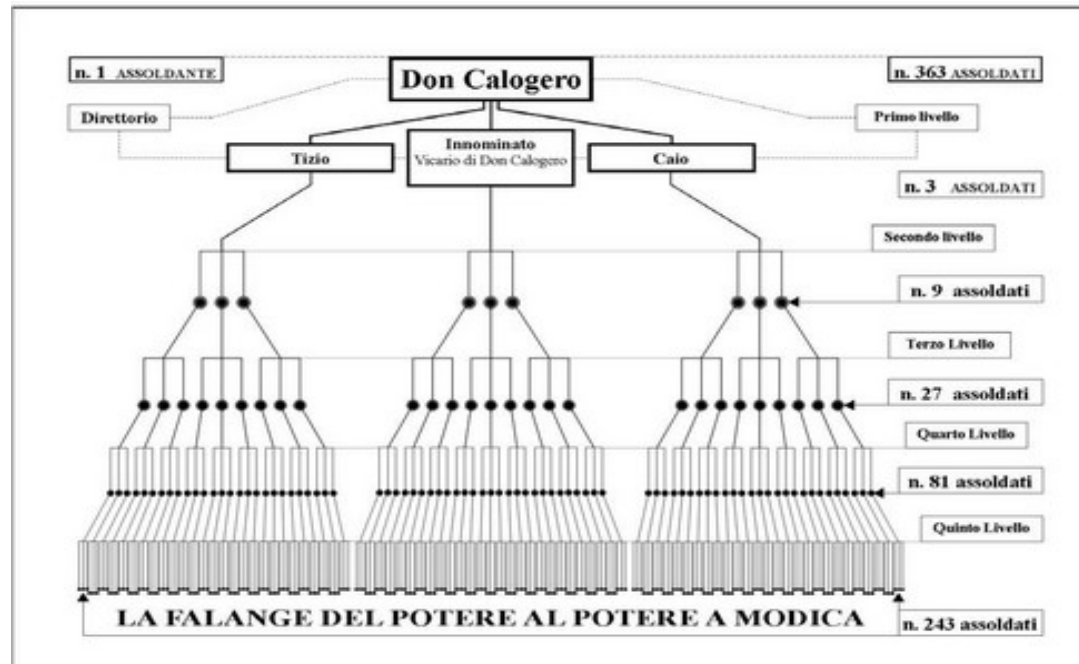 n. 1 ASSOLDANTE
Don Calogero
n. 363 ASSOLDATI
Direttorio
Primo livello
Tizio
Innominato
Vicario di Don Calogero
Caio
n. 3 ASSOLDATI
Secondo livello
n. 9 assoldati
Terzo Livello
n. 27 assoldati
Quarto Livello
n. 81 assoldati
Quinto Livello
LA FALANGE DEL POTERE AL POTERE A MODICA
n. 243 assoldati